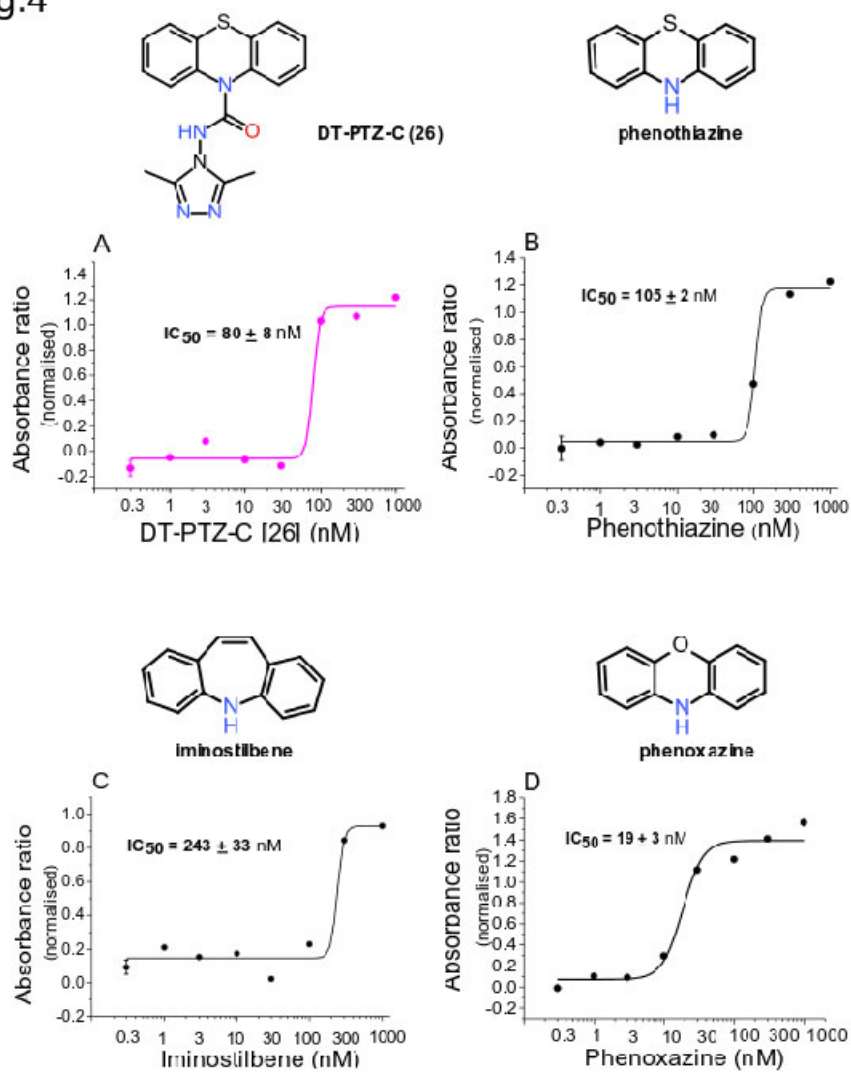 g.4
S
N
HN
O
N
N
N
DT-PTZ-C (26)
S
N
H
phenothiazine
A
Absorbance ratio
(normalised)
1.4
1.2
1.0
0.8
0.6
0.4
0.2
0.0
-0.2
IC50 = 80 ± 8 nM
0.3 1 3 10 30 100 300 1000
DT-PTZ-C [26] (nM)
B
Absorbance ratio
(normalised)
1.4
1.2
1.0
0.8
0.6
0.4
0.2
0.0
-0.2
IC50 = 105 ± 2 nM
0.3 1 3 10 30 100 300 1000
Phenothiazine (nM)
N
H
iminostilbene
O
N
H
phenoxazine
C
Absorbance ratio
(normalised)
1.0
0.8
0.6
0.4
0.2
0.0
-0.2
IC50 = 243 ± 33 nM
0.3 1 3 10 30 100 300 1000
Iminostilbene (nM)
D
Absorbance ratio
(normalised)
1.8
1.6
1.4
1.2
1.0
0.8
0.6
0.4
0.2
0.0
-0.2
IC50 = 19 + 3 nM
0.3 1 3 10 30 100 300 1000
Phenoxazine (nM)